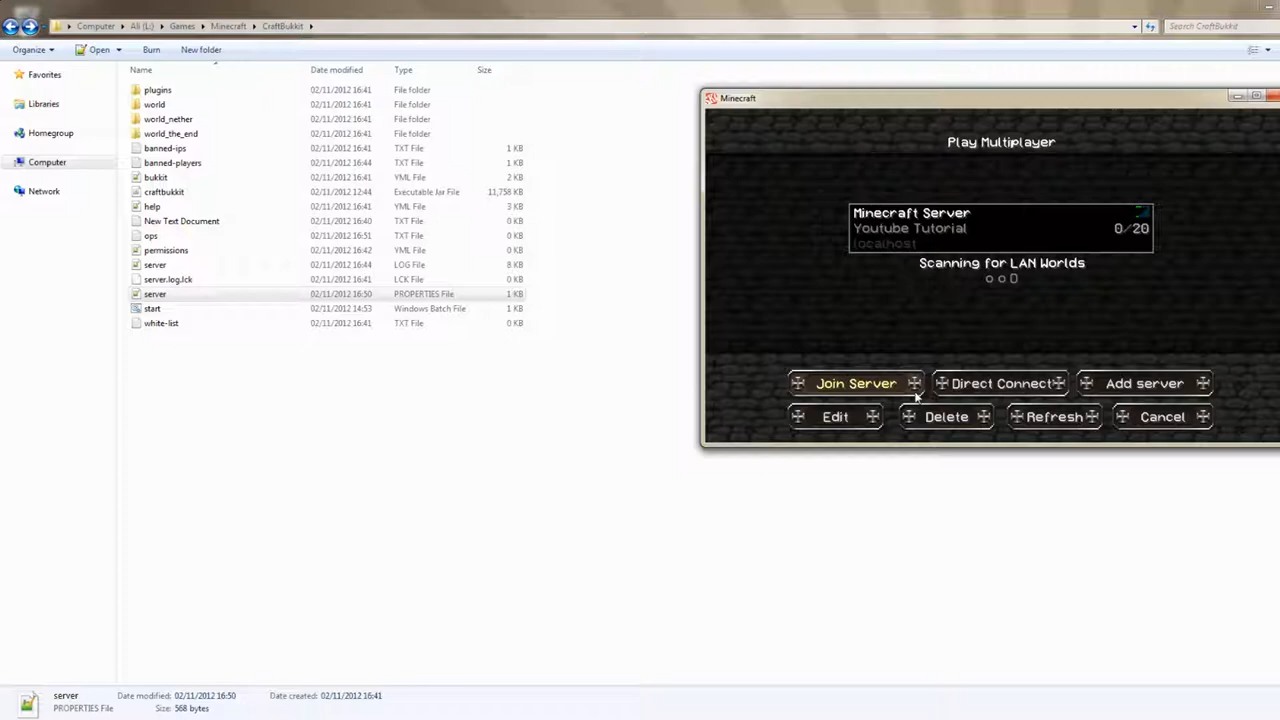 Computer ▸ Ali (L:) ▸ Games ▸ Minecraft ▸ CraftBukkit ▸
Search CraftBukkit
Organize ▾ Open ▾ Burn New folder
Name Date modified Type Size
Favorites
Libraries
Homegroup
Computer
Network
plugins 02/11/2012 16:41 File folder
world 02/11/2012 16:41 File folder
world_nether 02/11/2012 16:41 File folder
world_the_end 02/11/2012 16:41 File folder
banned-ips 02/11/2012 16:41 TXT File 1 KB
banned-players 02/11/2012 16:44 TXT File 1 KB
bukkit 02/11/2012 16:41 YML File 2 KB
craftbukkit 02/11/2012 12:44 Executable Jar File 11,758 KB
help 02/11/2012 16:41 YML File 3 KB
New Text Document 02/11/2012 16:40 TXT File 0 KB
ops 02/11/2012 16:51 TXT File 0 KB
permissions 02/11/2012 16:42 YML File 0 KB
server 02/11/2012 16:44 LOG File 8 KB
server.log.lck 02/11/2012 16:41 LCK File 0 KB
server 02/11/2012 16:50 PROPERTIES File 1 KB
start 02/11/2012 14:53 Windows Batch File 1 KB
white-list 02/11/2012 16:41 TXT File 0 KB
Minecraft
Play Multiplayer
Minecraft Server
Youtube Tutorial 0/20
localhost
Scanning for LAN Worlds
Join Server Direct Connect Add server
Edit Delete Refresh Cancel
server Date modified: 02/11/2012 16:50 Date created: 02/11/2012 16:41
PROPERTIES File Size: 568 bytes